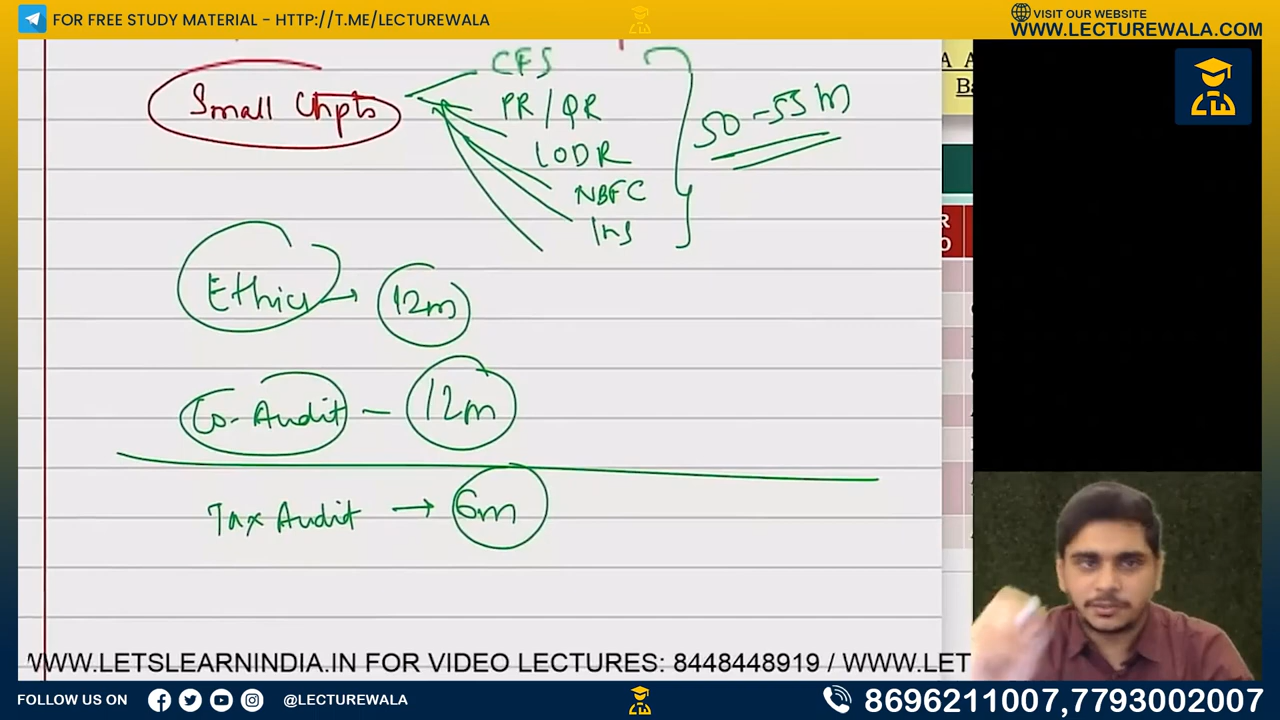 FOR FREE STUDY MATERIAL - HTTP://T.ME/LECTUREWALA
VISIT OUR WEBSITE
WWW.LECTUREWALA.COM
Small Chpts
CFS
PR/QR
LODR
NBFC
Ins
50-55 m
Ethics → 12m
Co-Audit - 12m
Tax Audit → 6m
WWW.LETSLEARNINDIA.IN FOR VIDEO LECTURES: 8448448919 / WWW.LET
FOLLOW US ON
@LECTUREWALA
8696211007,7793002007